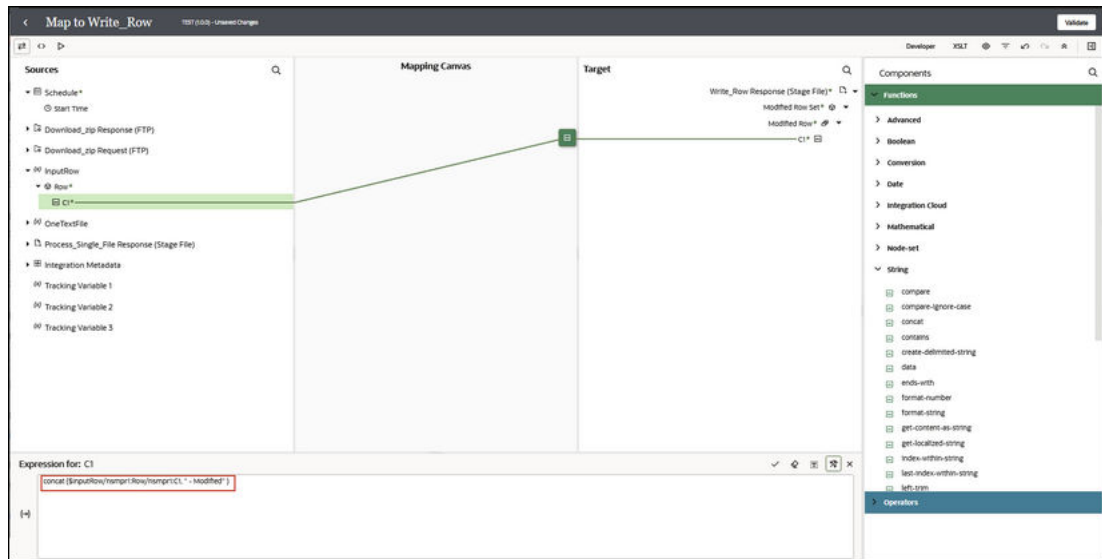 Map to Write_Row
TEST (1.0.0) - Unsaved Changes
Validate
Developer
XSLT
Sources
Schedule*
Start Time
Download_zip Response (FTP)
Download_zip Request (FTP)
InputRow
Row*
C1*
OneTextFile
Process_Single_File Response (Stage File)
Integration Metadata
Tracking Variable 1
Tracking Variable 2
Tracking Variable 3
Mapping Canvas
Target
Write_Row Response (Stage File)*
Modified Row Set*
Modified Row*
C1*
Components
Functions
Advanced
Boolean
Conversion
Date
Integration Cloud
Mathematical
Node-set
String
compare
compare-ignore-case
concat
contains
create-delimited-string
data
ends-with
format-number
format-string
get-content-as-string
get-localized-string
index-within-string
last-index-within-string
left-trim
Operators
Expression for: C1
concat ($InputRow/nsmpr1:Row/nsmpr1:C1, " - Modified" )